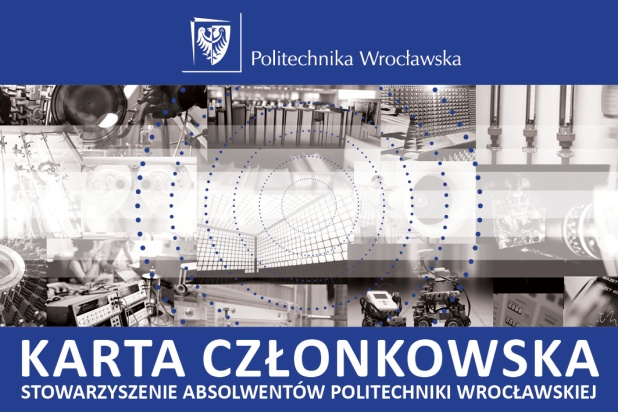 Politechnika Wrocławska
KARTA CZŁONKOWSKA
STOWARZYSZENIE ABSOLWENTÓW POLITECHNIKI WROCŁAWSKIEJ